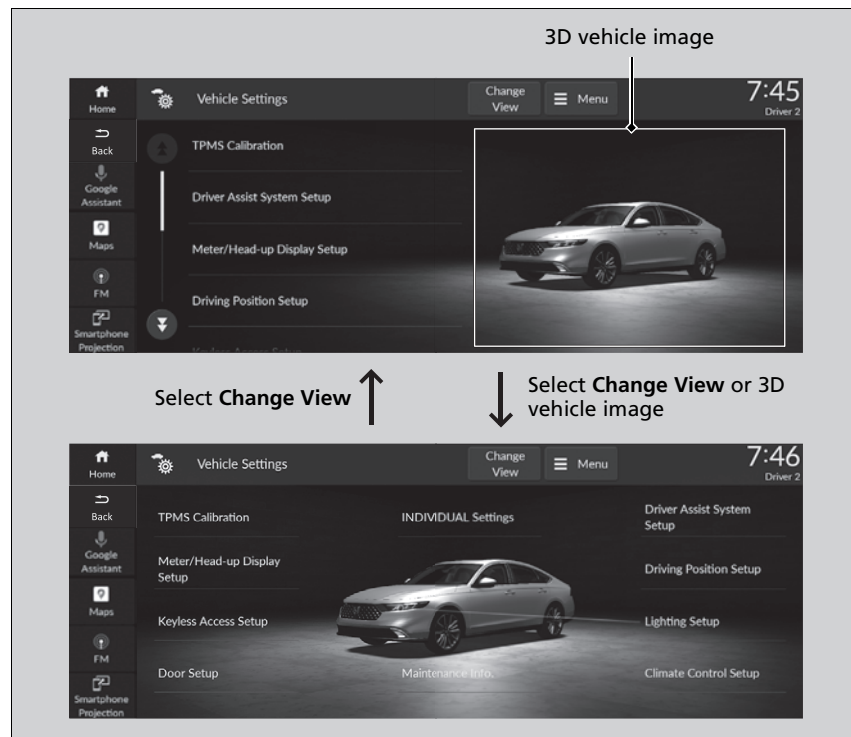 3D vehicle image
Home
Vehicle Settings
Change
View
Menu
7:45
Driver 2
Back
Google
Assistant
Maps
FM
Smartphone
Projection
TPMS Calibration
Driver Assist System Setup
Meter/Head-up Display Setup
Driving Position Setup
Keyless Access Setup
Select Change View
Select Change View or 3D
vehicle image
Home
Vehicle Settings
Change
View
Menu
7:46
Driver 2
Back
Google
Assistant
Maps
FM
Smartphone
Projection
TPMS Calibration
INDIVIDUAL Settings
Driver Assist System
Setup
Meter/Head-up Display
Setup
Driving Position Setup
Keyless Access Setup
Lighting Setup
Door Setup
Maintenance Info.
Climate Control Setup